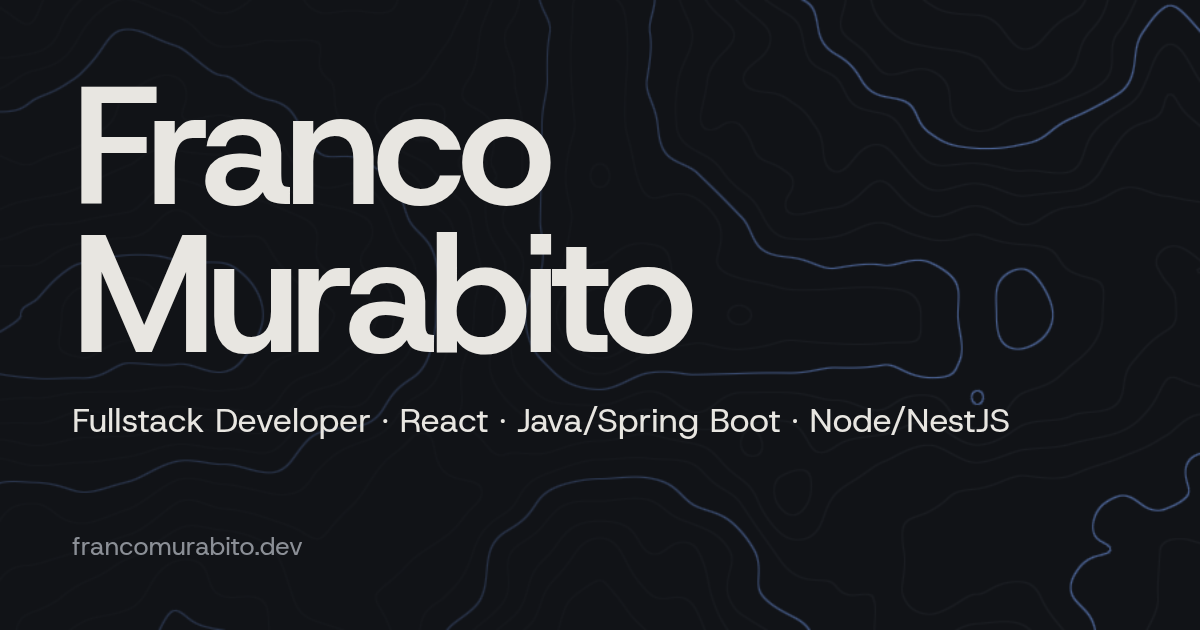 Franco
Murabito
Fullstack Developer · React · Java/Spring Boot · Node/NestJS
francomurabito.dev